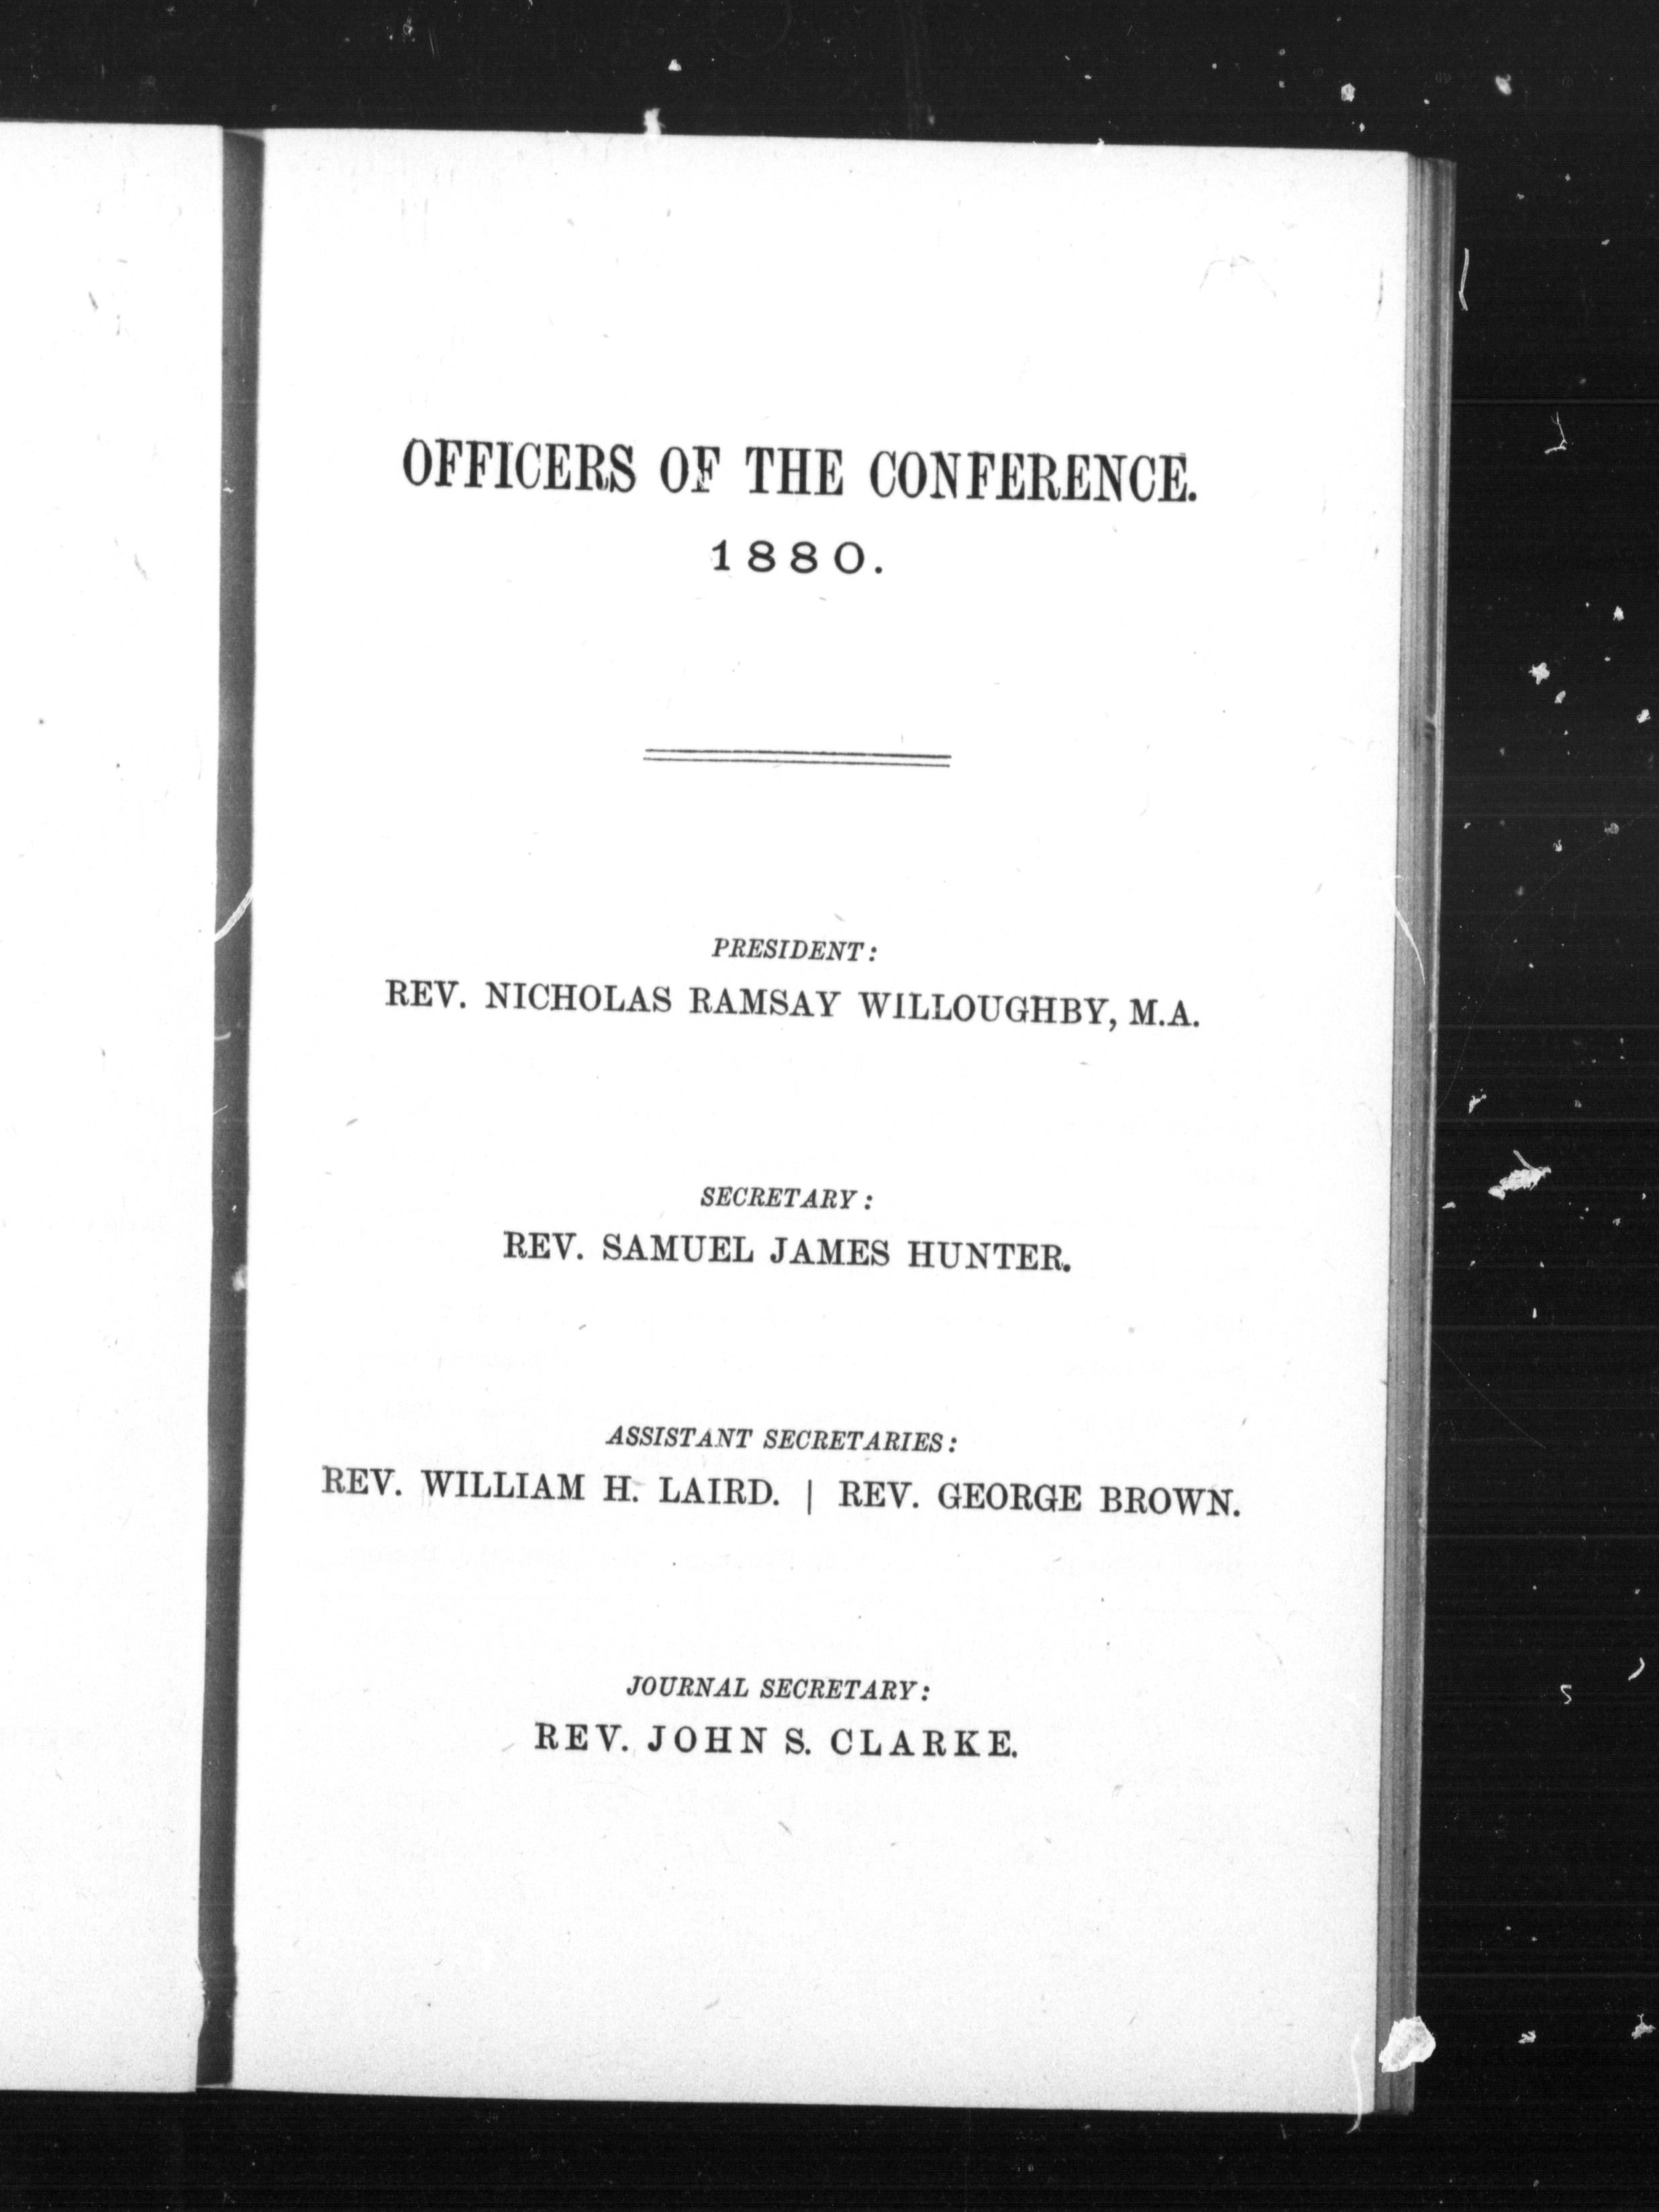 OFFICERS OF THE CONFERENCE.
1880.
PRESIDENT:
REV. NICHOLAS RAMSAY WILLOUGHBY, M.A.
SECRETARY:
REV. SAMUEL JAMES HUNTER.
ASSISTANT SECRETARIES:
REV. WILLIAM H. LAIRD. | REV. GEORGE BROWN.
JOURNAL SECRETARY:
REV. JOHN S. CLARKE.